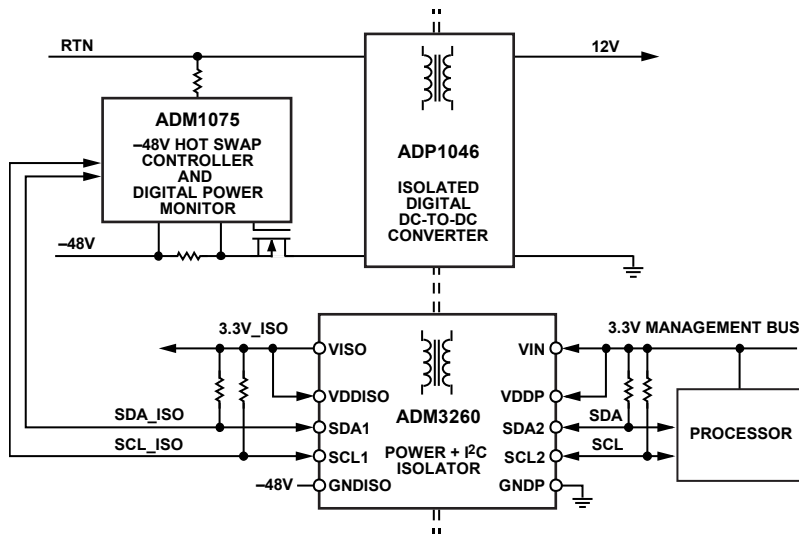 RTN
12V
ADM1075
–48V HOT SWAP
CONTROLLER
AND
DIGITAL POWER
MONITOR
ADP1046
ISOLATED
DIGITAL
DC-TO-DC
CONVERTER
–48V
3.3V_ISO
3.3V MANAGEMENT BUS
VISO
VIN
VDDISO
VDDP
ADM3260
SDA_ISO
SDA1
SDA2
SDA
PROCESSOR
SCL_ISO
SCL1
POWER + I²C
ISOLATOR
SCL2
SCL
–48V
GNDISO
GNDP